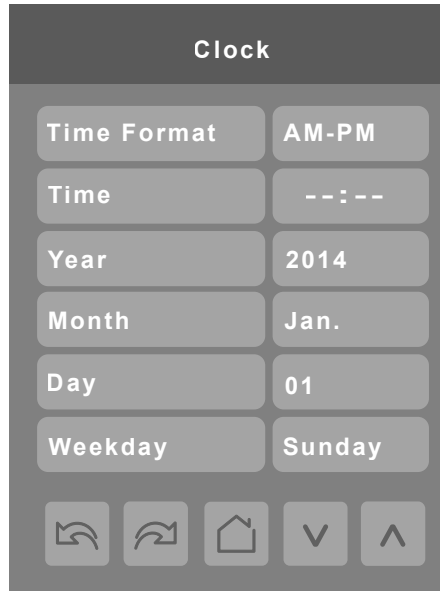 Clock
Time Format AM-PM
Time --:--
Year 2014
Month Jan.
Day 01
Weekday Sunday